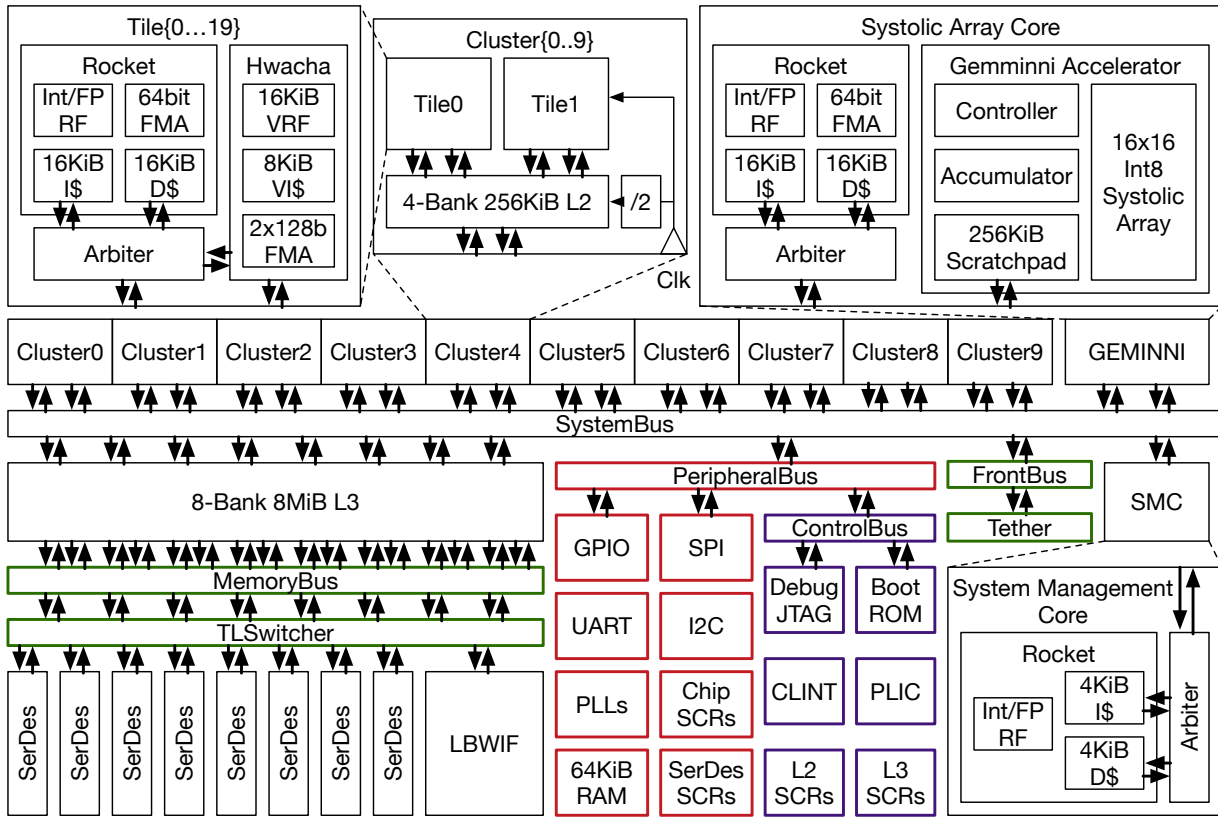 Tile{0...19}
Rocket
Int/FP
RF
64bit
FMA
16KiB
I$
16KiB
D$
Arbiter
Hwacha
16KiB
VRF
8KiB
VI$
2x128b
FMA
Cluster{0..9}
Tile0
Tile1
4-Bank 256KiB L2
/2
Clk
Systolic Array Core
Rocket
Int/FP
RF
64bit
FMA
16KiB
I$
16KiB
D$
Arbiter
Gemminni Accelerator
Controller
Accumulator
256KiB
Scratchpad
16x16
Int8
Systolic
Array
Cluster0
Cluster1
Cluster2
Cluster3
Cluster4
Cluster5
Cluster6
Cluster7
Cluster8
Cluster9
GEMINNI
SystemBus
8-Bank 8MiB L3
MemoryBus
TLSwitcher
SerDes
SerDes
SerDes
SerDes
SerDes
SerDes
SerDes
SerDes
LBWIF
PeripheralBus
GPIO
SPI
UART
I2C
PLLs
Chip
SCRs
64KiB
RAM
SerDes
SCRs
ControlBus
Debug
JTAG
Boot
ROM
CLINT
PLIC
L2
SCRs
L3
SCRs
FrontBus
Tether
SMC
System Management
Core
Rocket
Int/FP
RF
4KiB
I$
4KiB
D$
Arbiter